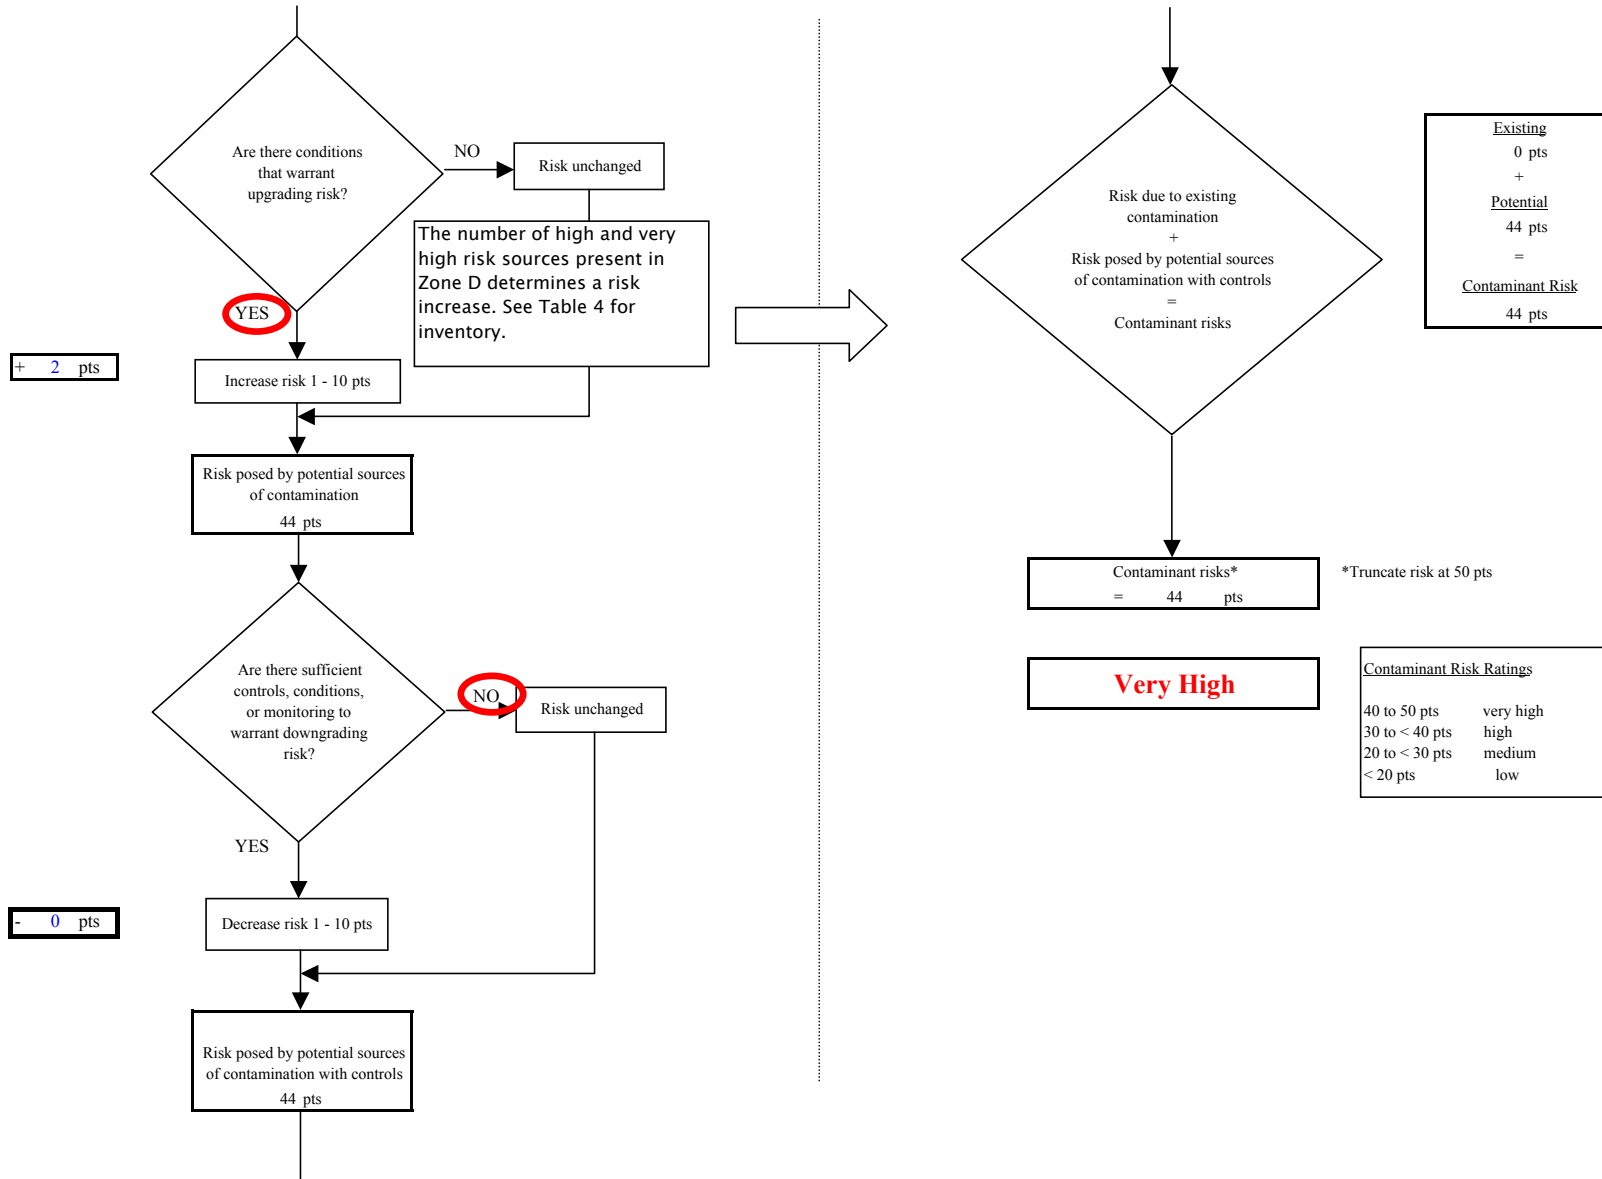 Are there conditions
that warrant
upgrading risk?
NO
Risk unchanged
The number of high and very
high risk sources present in
Zone D determines a risk
increase. See Table 4 for
inventory.
YES
+ 2 pts
Increase risk 1 - 10 pts
Risk posed by potential sources
of contamination
44 pts
Are there sufficient
controls, conditions,
or monitoring to
warrant downgrading
risk?
NO
Risk unchanged
YES
- 0 pts
Decrease risk 1 - 10 pts
Risk posed by potential sources
of contamination with controls
44 pts
Risk due to existing
contamination
+
Risk posed by potential sources
of contamination with controls
=
Contaminant risks
Existing
0 pts
+
Potential
44 pts
=
Contaminant Risk
44 pts
Contaminant risks*
= 44 pts
*Truncate risk at 50 pts
Very High
Contaminant Risk Ratings
40 to 50 pts very high
30 to < 40 pts high
20 to < 30 pts medium
< 20 pts low